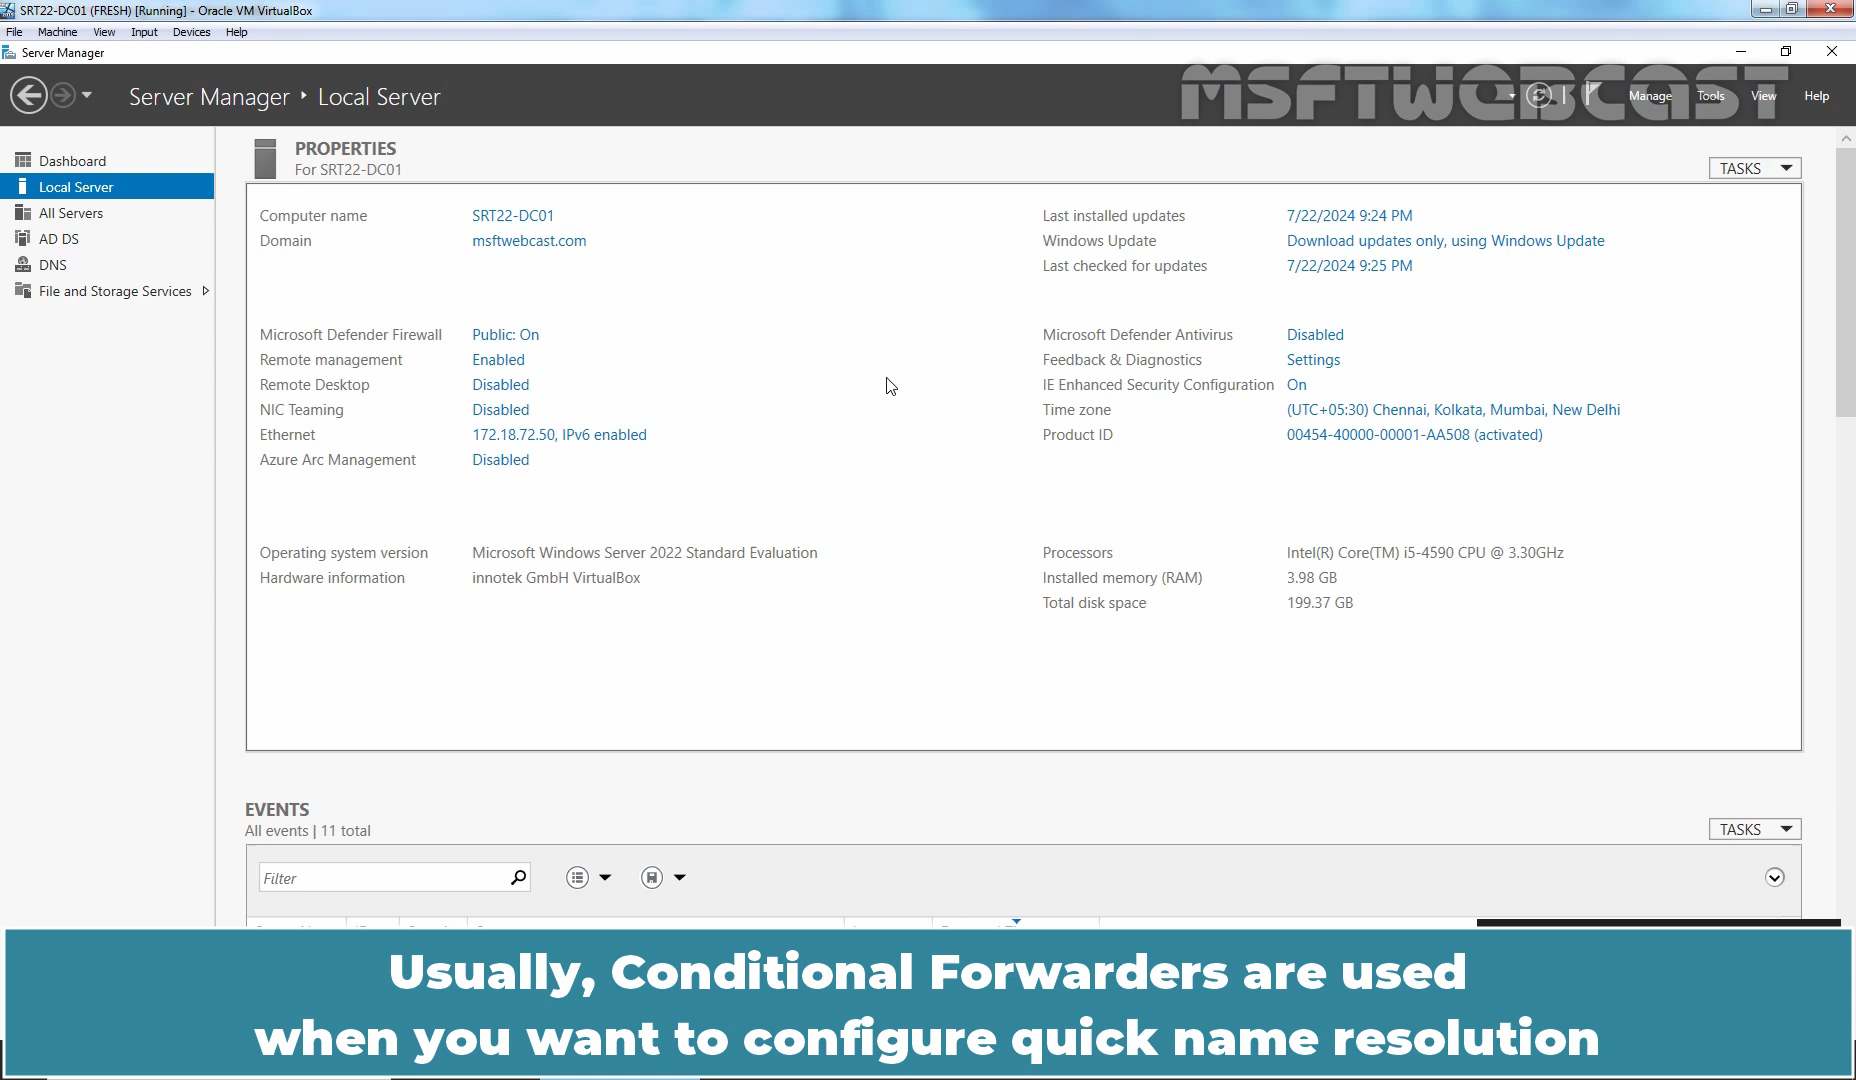 SRT22-DC01 (FRESH) [Running] - Oracle VM VirtualBox
File Machine View Input Devices Help
Server Manager
Server Manager ‣ Local Server
MSFTWEBCAST
Manage Tools View Help
Dashboard
Local Server
All Servers
AD DS
DNS
File and Storage Services
PROPERTIES
For SRT22-DC01
TASKS
Computer name SRT22-DC01
Domain msftwebcast.com
Last installed updates 7/22/2024 9:24 PM
Windows Update Download updates only, using Windows Update
Last checked for updates 7/22/2024 9:25 PM
Microsoft Defender Firewall Public: On
Remote management Enabled
Remote Desktop Disabled
NIC Teaming Disabled
Ethernet 172.18.72.50, IPv6 enabled
Azure Arc Management Disabled
Microsoft Defender Antivirus Disabled
Feedback & Diagnostics Settings
IE Enhanced Security Configuration On
Time zone (UTC+05:30) Chennai, Kolkata, Mumbai, New Delhi
Product ID 00454-40000-00001-AA508 (activated)
Operating system version Microsoft Windows Server 2022 Standard Evaluation
Hardware information innotek GmbH VirtualBox
Processors Intel(R) Core(TM) i5-4590 CPU @ 3.30GHz
Installed memory (RAM) 3.98 GB
Total disk space 199.37 GB
EVENTS
All events | 11 total
TASKS
Filter
Usually, Conditional Forwarders are used
when you want to configure quick name resolution